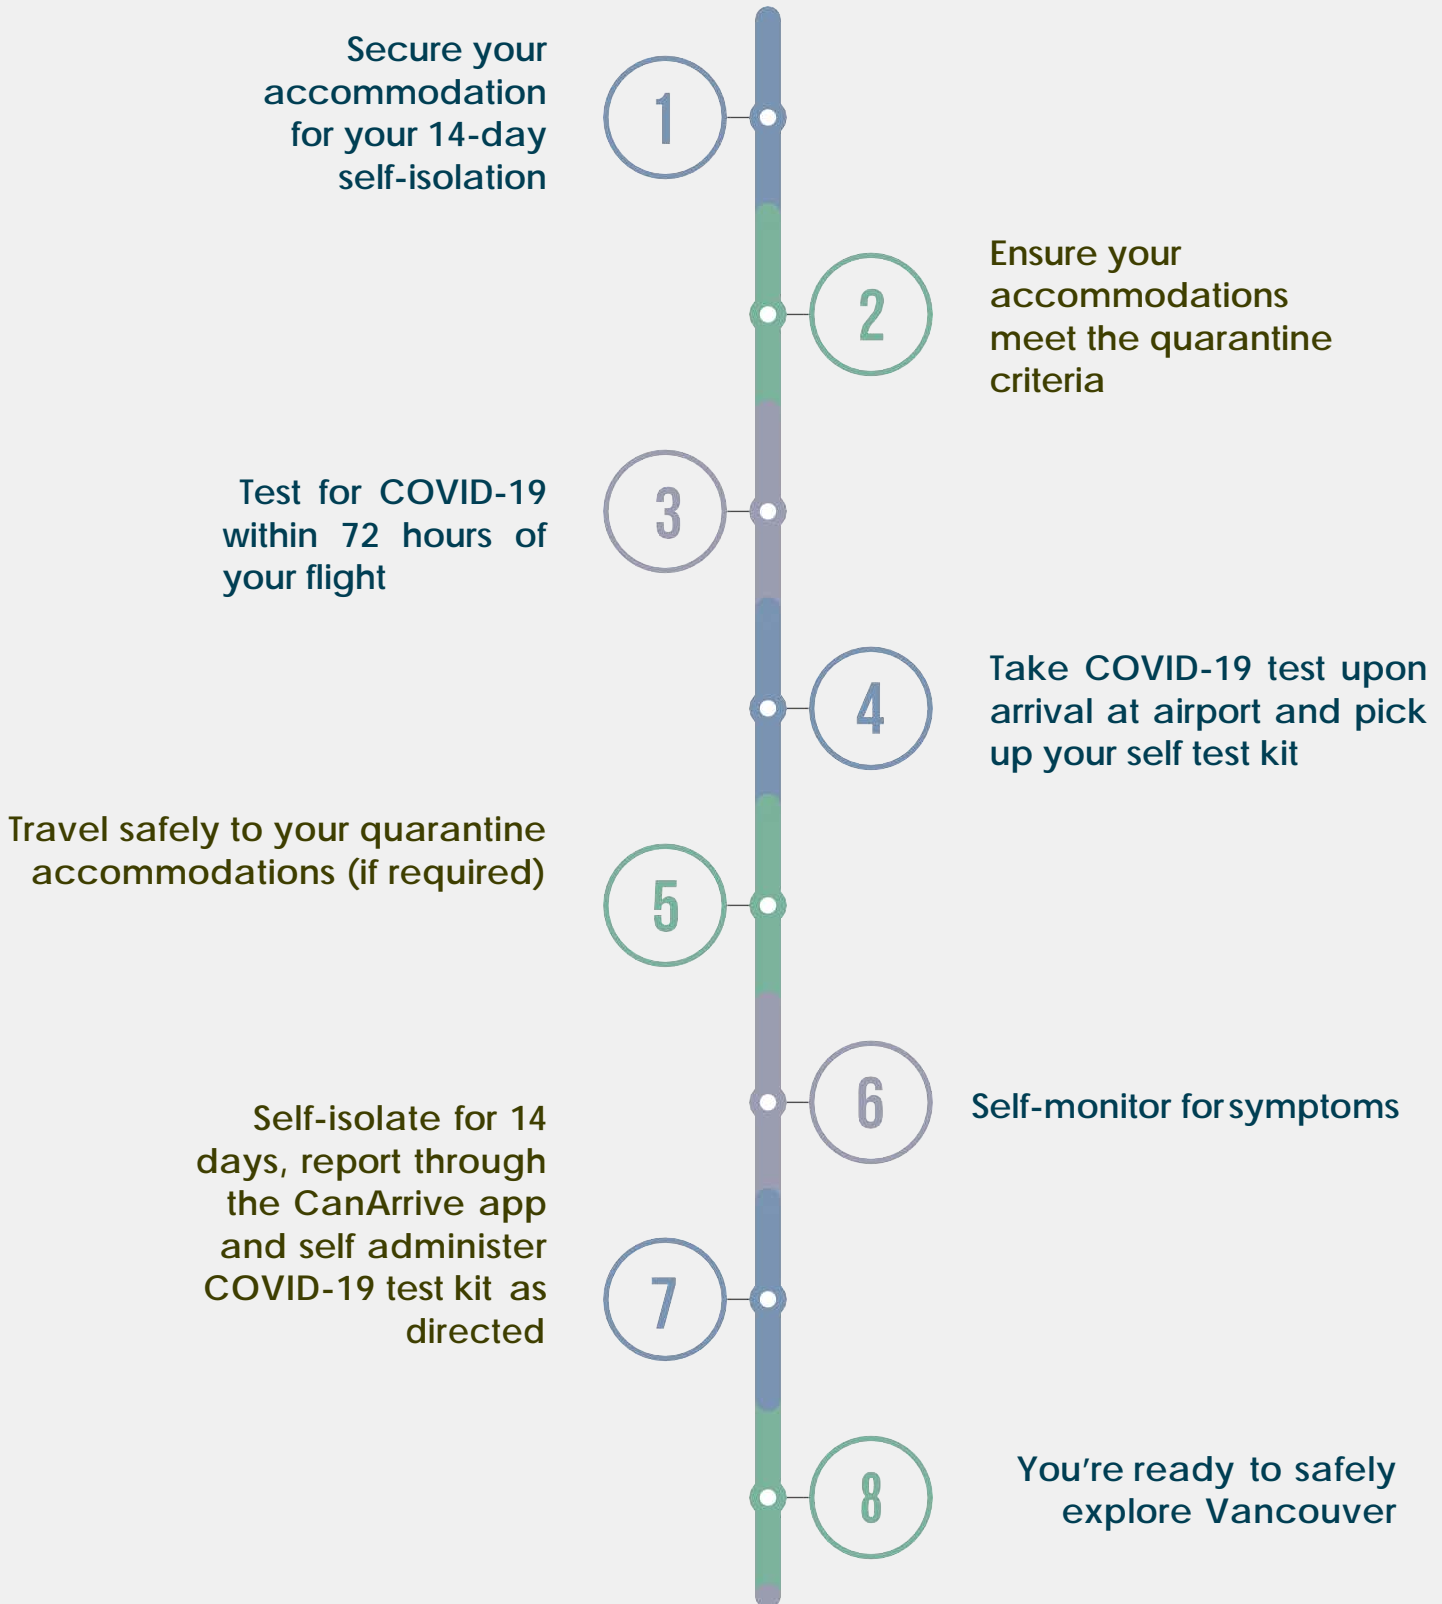 Secure your
accommodation
for your 14-day
self-isolation
1
2
Ensure your
accommodations
meet the quarantine
criteria
Test for COVID-19
within 72 hours of
your flight
3
4
Take COVID-19 test upon
arrival at airport and pick
up your self test kit
Travel safely to your quarantine
accommodations (if required)
5
6
Self-monitor for symptoms
Self-isolate for 14
days, report through
the CanArrive app
and self administer
COVID-19 test kit as
directed
7
8
You're ready to safely
explore Vancouver